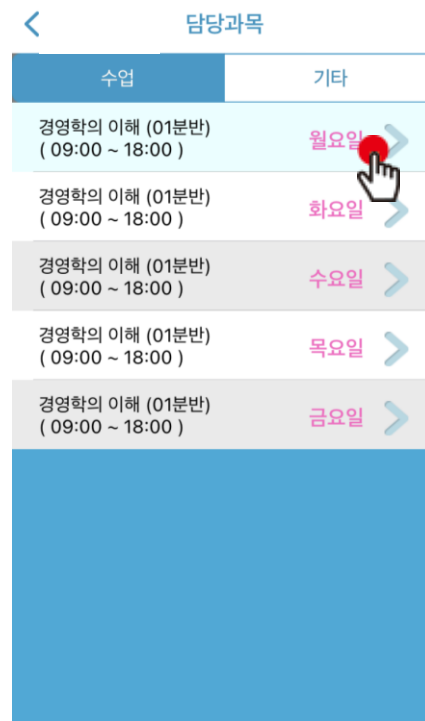 담당과목
수업
기타
경영학의 이해 (01분반)
( 09:00 ~ 18:00 )
월요일
경영학의 이해 (01분반)
( 09:00 ~ 18:00 )
화요일
경영학의 이해 (01분반)
( 09:00 ~ 18:00 )
수요일
경영학의 이해 (01분반)
( 09:00 ~ 18:00 )
목요일
경영학의 이해 (01분반)
( 09:00 ~ 18:00 )
금요일